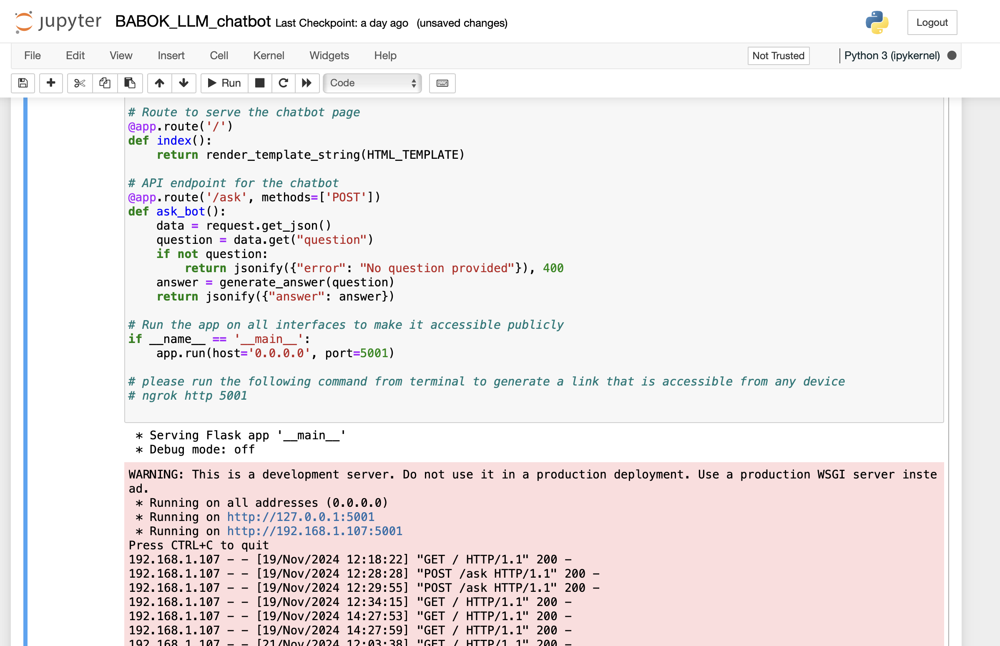 jupyter BABOK_LLM_chatbot Last Checkpoint: a day ago (unsaved changes) Logout
File Edit View Insert Cell Kernel Widgets Help Not Trusted Python 3 (ipykernel)
Run Code
# Route to serve the chatbot page
@app.route('/')
def index():
    return render_template_string(HTML_TEMPLATE)

# API endpoint for the chatbot
@app.route('/ask', methods=['POST'])
def ask_bot():
    data = request.get_json()
    question = data.get("question")
    if not question:
        return jsonify({"error": "No question provided"}), 400
    answer = generate_answer(question)
    return jsonify({"answer": answer})

# Run the app on all interfaces to make it accessible publicly
if __name__ == '__main__':
    app.run(host='0.0.0.0', port=5001)

# please run the following command from terminal to generate a link that is accessible from any device
# ngrok http 5001

 * Serving Flask app '__main__'
 * Debug mode: off
WARNING: This is a development server. Do not use it in a production deployment. Use a production WSGI server inste
ad.
 * Running on all addresses (0.0.0.0)
 * Running on http://127.0.0.1:5001
 * Running on http://192.168.1.107:5001
Press CTRL+C to quit
192.168.1.107 - - [19/Nov/2024 12:18:22] "GET / HTTP/1.1" 200 -
192.168.1.107 - - [19/Nov/2024 12:28:28] "POST /ask HTTP/1.1" 200 -
192.168.1.107 - - [19/Nov/2024 12:29:55] "POST /ask HTTP/1.1" 200 -
192.168.1.107 - - [19/Nov/2024 12:34:15] "GET / HTTP/1.1" 200 -
192.168.1.107 - - [19/Nov/2024 14:27:53] "GET / HTTP/1.1" 200 -
192.168.1.107 - - [19/Nov/2024 14:27:59] "GET / HTTP/1.1" 200 -
192.168.1.107 - - [21/Nov/2024 12:03:38] "GET / HTTP/1.1" 200 -